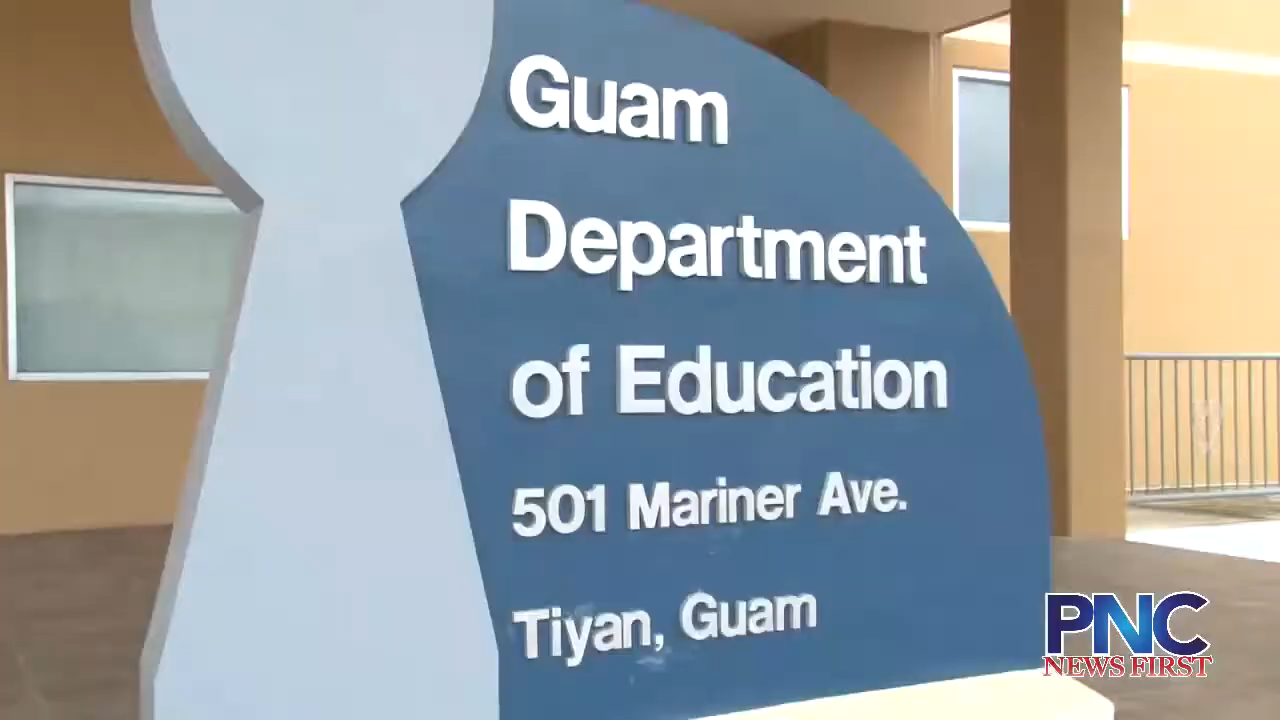 Guam
Department
of Education
501 Mariner Ave.
Tiyan, Guam
PNC
NEWS FIRST